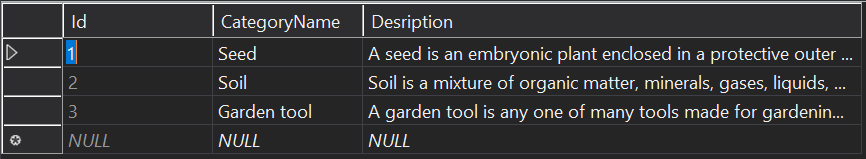 Id CategoryName Desription
1 Seed A seed is an embryonic plant enclosed in a protective outer ...
2 Soil Soil is a mixture of organic matter, minerals, gases, liquids, ...
3 Garden tool A garden tool is any one of many tools made for gardenin...
NULL NULL NULL